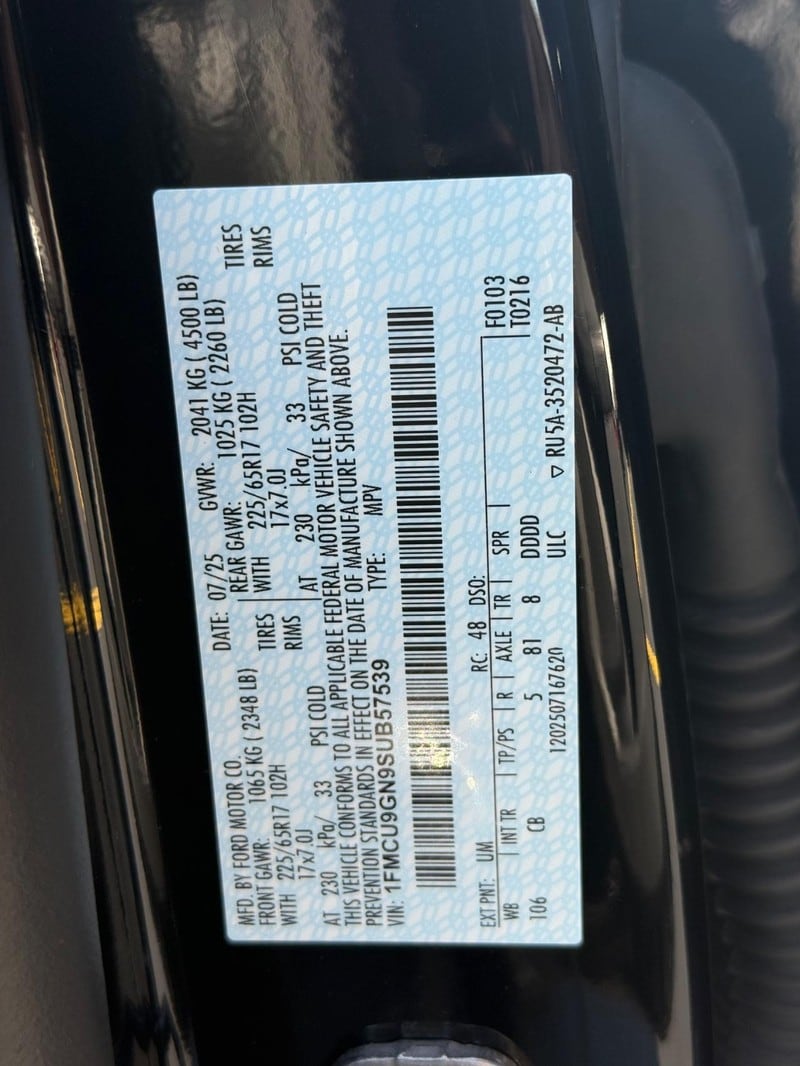 MFD. BY FORD MOTOR CO.
DATE: 07/25 GVWR: 2041 KG ( 4500 LB)
FRONT GAWR: 1065 KG ( 2348 LB) REAR GAWR: 1025 KG ( 2260 LB)
WITH 225/65R17 102H TIRES WITH 225/65R17 102H TIRES
17x7.0J RIMS 17x7.0J RIMS
AT 230 kPa/ 33 PSI COLD AT 230 kPa/ 33 PSI COLD
THIS VEHICLE CONFORMS TO ALL APPLICABLE FEDERAL MOTOR VEHICLE SAFETY AND THEFT
PREVENTION STANDARDS IN EFFECT ON THE DATE OF MANUFACTURE SHOWN ABOVE.
VIN: 1FMCU9GN9SUB57539 TYPE: MPV
EXT PNT: UM RC: 48 DSO: F0103
WB INT TR TP/PS R AXLE TR SPR T0216
106 CB 5 81 8 DDDD
120250716762 ULC ▽ RU5A-3520472-AB